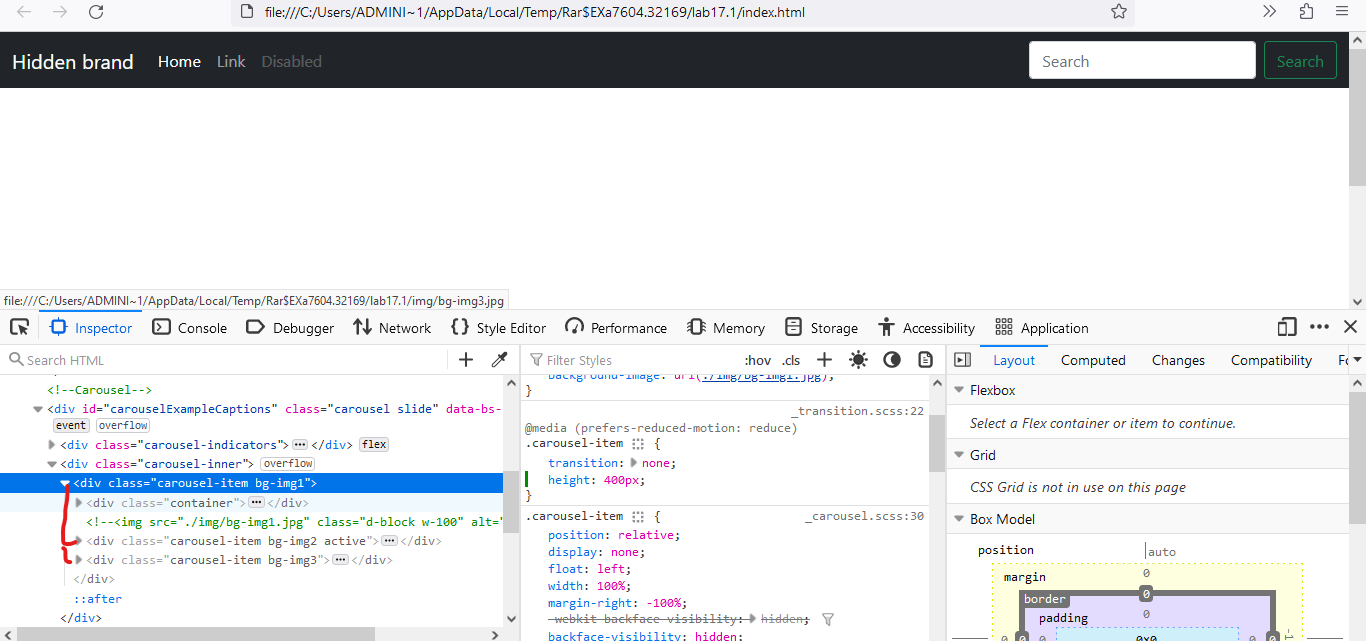 file:///C:/Users/ADMINI~1/AppData/Local/Temp/Rar$EXa7604.32169/lab17.1/index.html
Hidden brand Home Link Disabled Search Search
file:///C:/Users/ADMINI~1/AppData/Local/Temp/Rar$EXa7604.32169/lab17.1/img/bg-img3.jpg
Inspector Console Debugger Network Style Editor Performance Memory Storage Accessibility Application
Search HTML
<!--Carousel-->
<div id="carouselExampleCaptions" class="carousel slide" data-bs-
event overflow
<div class="carousel-indicators"> ••• </div> flex
<div class="carousel-inner"> overflow
<div class="carousel-item bg-img1">
<div class="container"> ••• </div>
<!--<img src="./img/bg-img1.jpg" class="d-block w-100" alt="
<div class="carousel-item bg-img2 active"> ••• </div>
<div class="carousel-item bg-img3"> ••• </div>
</div>
::after
</div>
Filter Styles :hov .cls
background-image: url(./img/bg-img1.jpg);
}
_transition.scss:22
@media (prefers-reduced-motion: reduce)
.carousel-item {
transition: none;
height: 400px;
}
.carousel-item { _carousel.scss:30
position: relative;
display: none;
float: left;
width: 100%;
margin-right: -100%;
-webkit-backface-visibility: hidden;
backface-visibility: hidden;
Layout Computed Changes Compatibility Fo
Flexbox
Select a Flex container or item to continue.
Grid
CSS Grid is not in use on this page
Box Model
position auto
margin 0
border 0
padding 0
0 0 0 0x0 0 0 0 -1